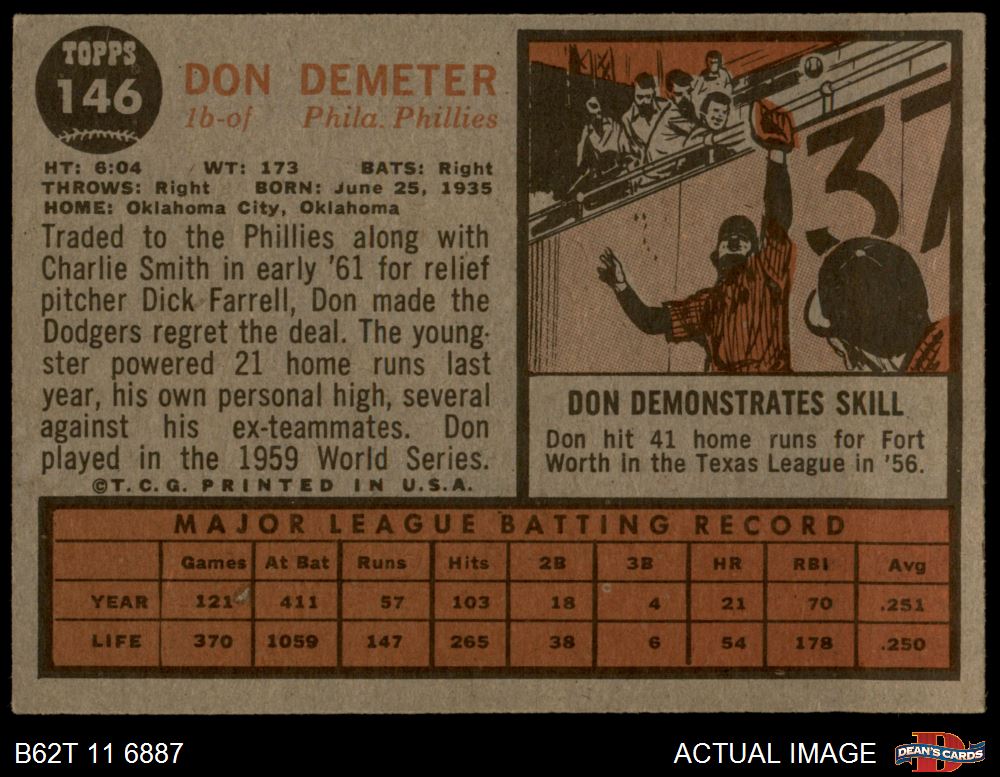 TOPPS
146
DON DEMETER
1b-of Phila. Phillies
HT: 6:04 WT: 173 BATS: Right
THROWS: Right BORN: June 25, 1935
HOME: Oklahoma City, Oklahoma
Traded to the Phillies along with
Charlie Smith in early '61 for relief
pitcher Dick Farrell, Don made the
Dodgers regret the deal. The young-
ster powered 21 home runs last
year, his own personal high, several
against his ex-teammates. Don
played in the 1959 World Series.
©T.C.G. PRINTED IN U.S.A.
37
DON DEMONSTRATES SKILL
Don hit 41 home runs for Fort
Worth in the Texas League in '56.
MAJOR LEAGUE BATTING RECORD
Games At Bat Runs Hits 2B 3B HR RBI Avg
YEAR 121 411 57 103 18 4 21 70 .251
LIFE 370 1059 147 265 38 6 54 178 .250
B62T 11 6887
ACTUAL IMAGE
D
DEAN'S CARDS